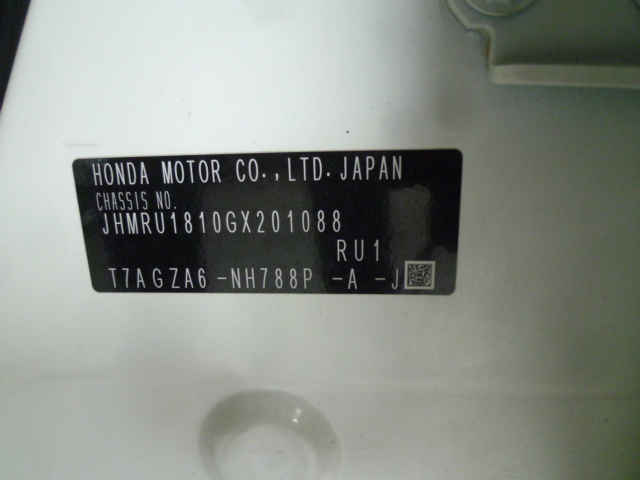 HONDA MOTOR CO.,LTD.JAPAN
CHASSIS NO.
JHMRU1810GX201088
RU1
T7AGZA6-NH788P -A -J